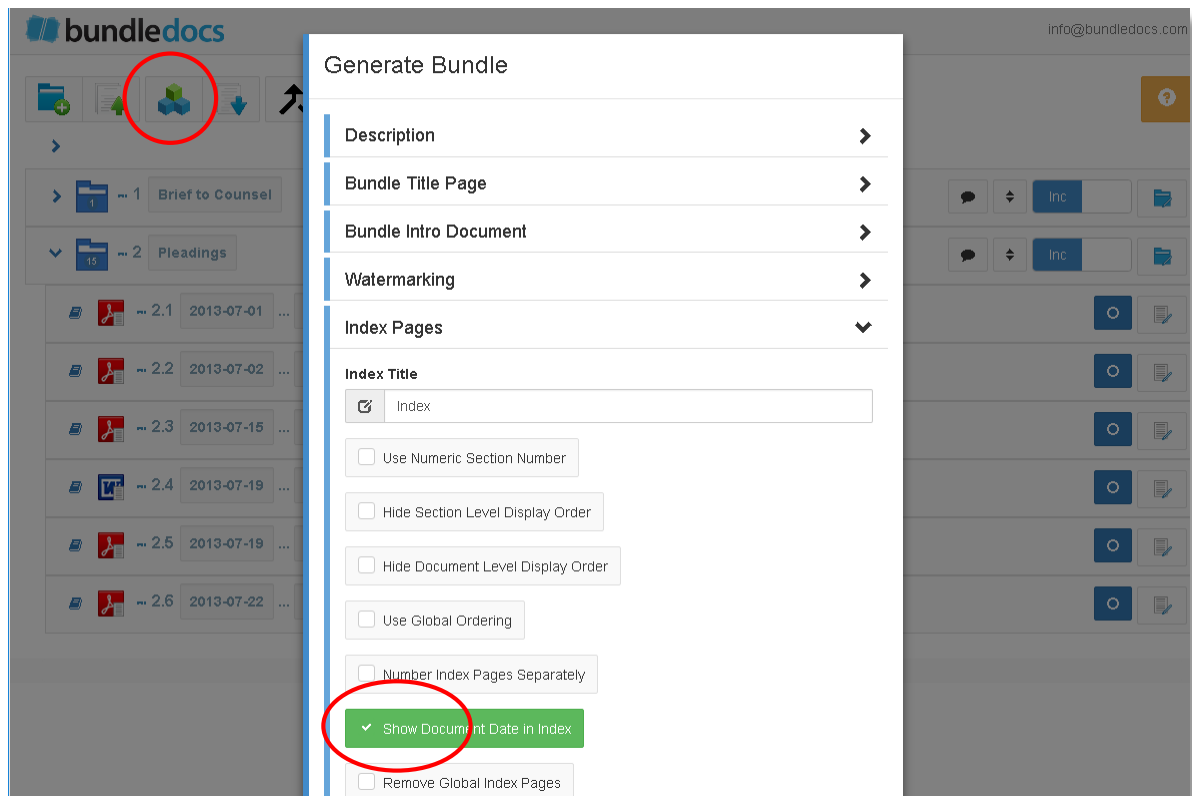 bundledocs
info@bundledocs.com
Generate Bundle
Description
Bundle Title Page
Bundle Intro Document
Watermarking
Index Pages
Index Title
Index
Use Numeric Section Number
Hide Section Level Display Order
Hide Document Level Display Order
Use Global Ordering
Number Index Pages Separately
Show Document Date in Index
Remove Global Index Pages
1 1 Brief to Counsel Inc
15 2 Pleadings Inc
2.1 2013-07-01 ...
2.2 2013-07-02 ...
2.3 2013-07-15 ...
2.4 2013-07-19 ...
2.5 2013-07-19 ...
2.6 2013-07-22 ...